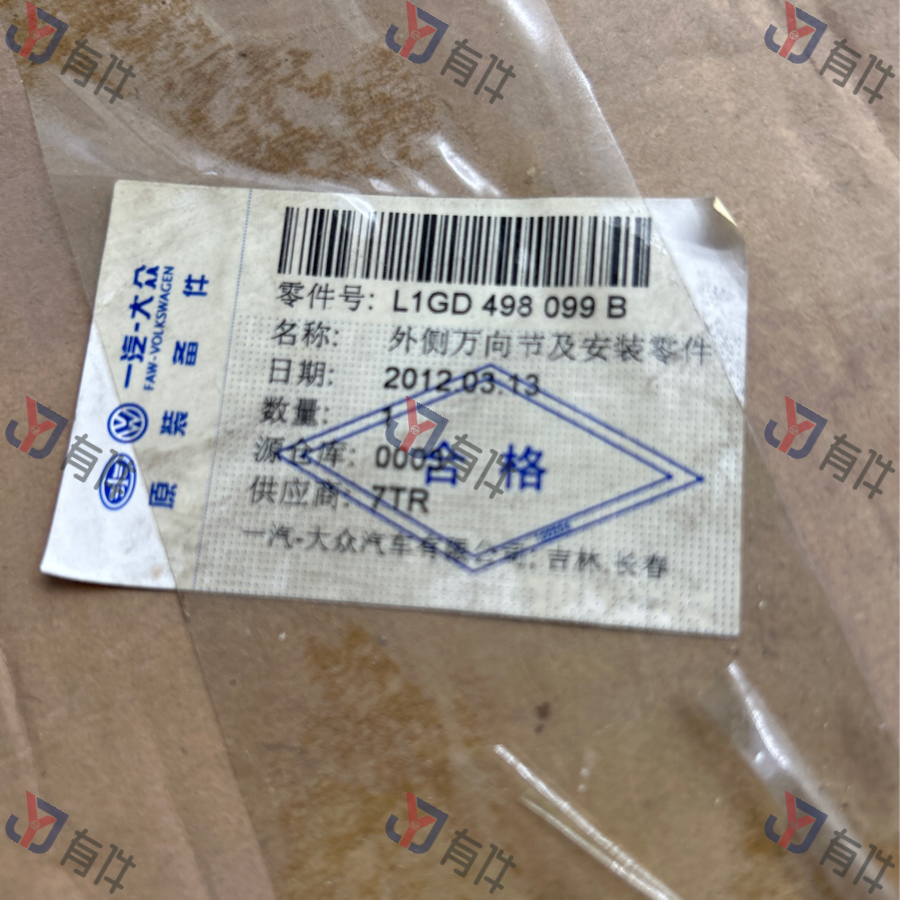 零件号: L1GD 498 099 B
名称: 外侧万向节及安装零件
日期: 2012.03.13
数量: 1
源仓库: 000
供应商: 7TR
一汽-大众汽车有限公司, 吉林.长春
合格
一汽-大众
FAW-VOLKSWAGEN
原装备件
有件
有件
有件
有件
有件
有件
有件
有件
有件